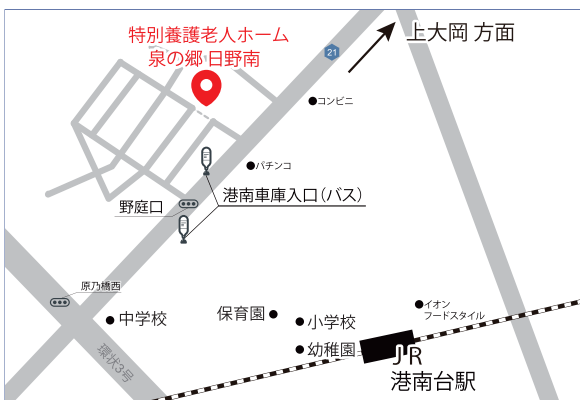 特別養護老人ホーム
泉の郷 日野南
上大岡 方面
21
コンビニ
パチンコ
港南車庫入口(バス)
野庭口
原乃橋西
中学校
保育園
小学校
幼稚園
イオン
フードスタイル
環状3号
JR
港南台駅